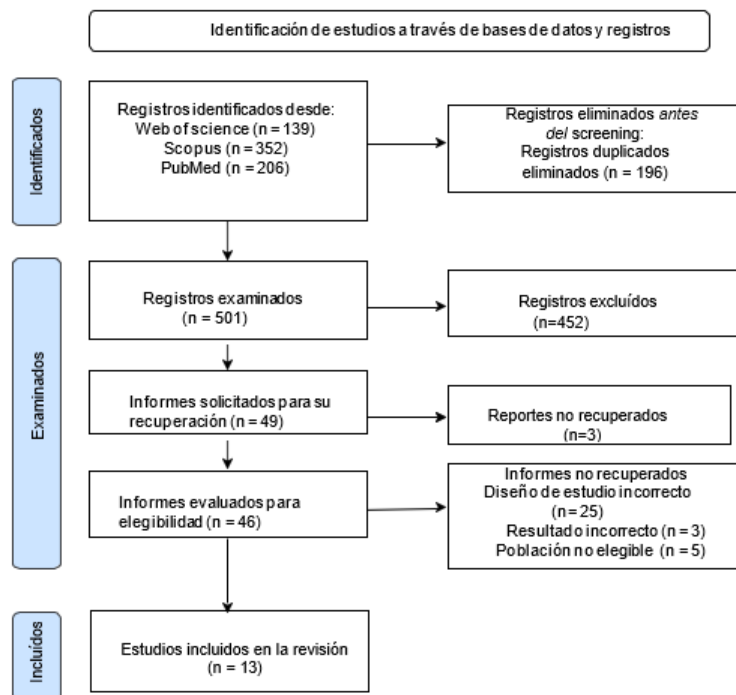 Identificación de estudios a través de bases de datos y registros
Identificados
Registros identificados desde:
Web of science (n = 139)
Scopus (n = 352)
PubMed (n = 206)
Registros eliminados antes
del screening:
Registros duplicados
eliminados (n = 196)
Examinados
Registros examinados
(n = 501)
Registros excluídos
(n=452)
Informes solicitados para su
recuperación (n = 49)
Reportes no recuperados
(n=3)
Informes evaluados para
elegibilidad (n = 46)
Informes no recuperados
Diseño de estudio incorrecto
(n = 25)
Resultado incorrecto (n = 3)
Población no elegible (n = 5)
Incluídos
Estudios incluidos en la revisión
(n = 13)